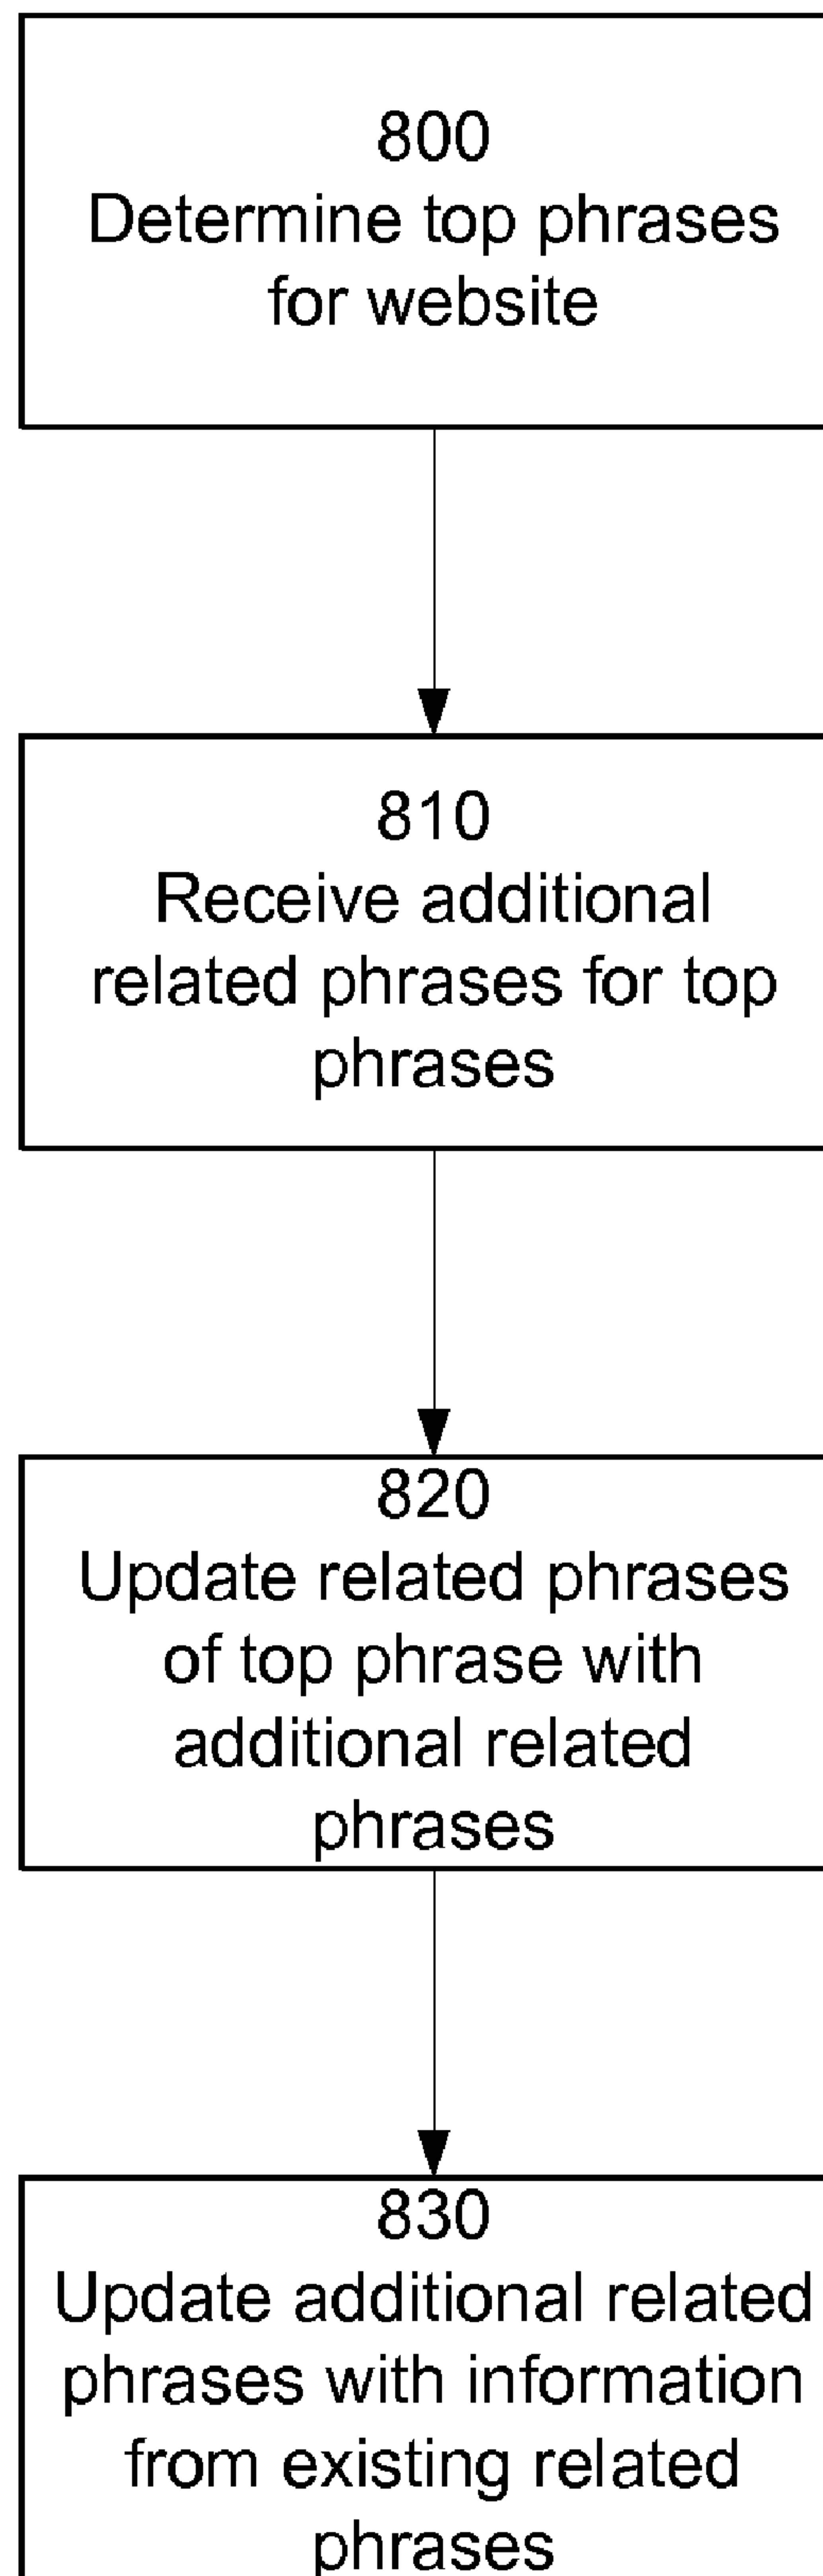 800
Determine top phrases
for website
810
Receive additional
related phrases for top
phrases
820
Update related phrases
of top phrase with
additional related
phrases
830
Update additional related
phrases with information
from existing related
phrases